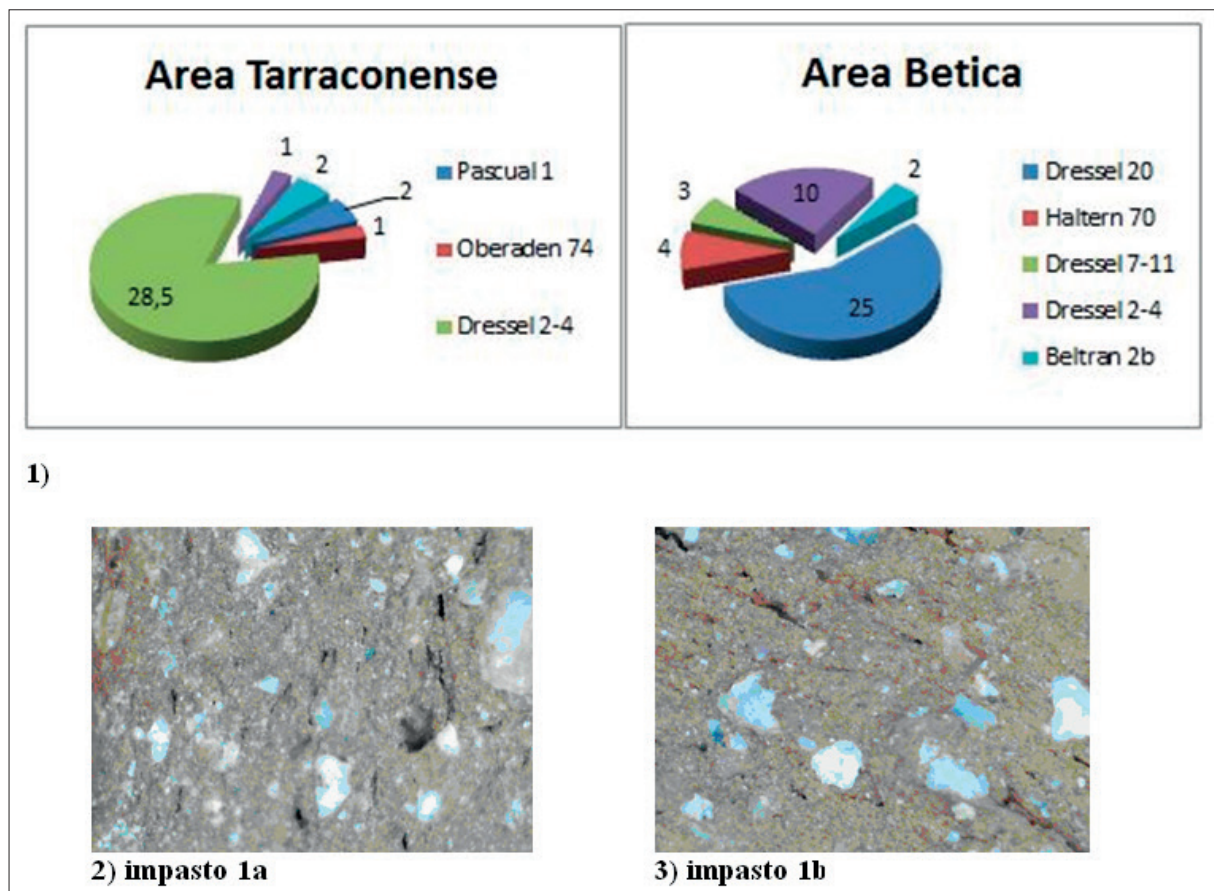 Area Tarraconense
1
2
2
1
28,5
Pascual 1
Oberaden 74
Dressel 2-4
Area Betica
2
10
3
4
25
Dressel 20
Haltern 70
Dressel 7-11
Dressel 2-4
Beltran 2b
1)
2) impasto 1a
3) impasto 1b